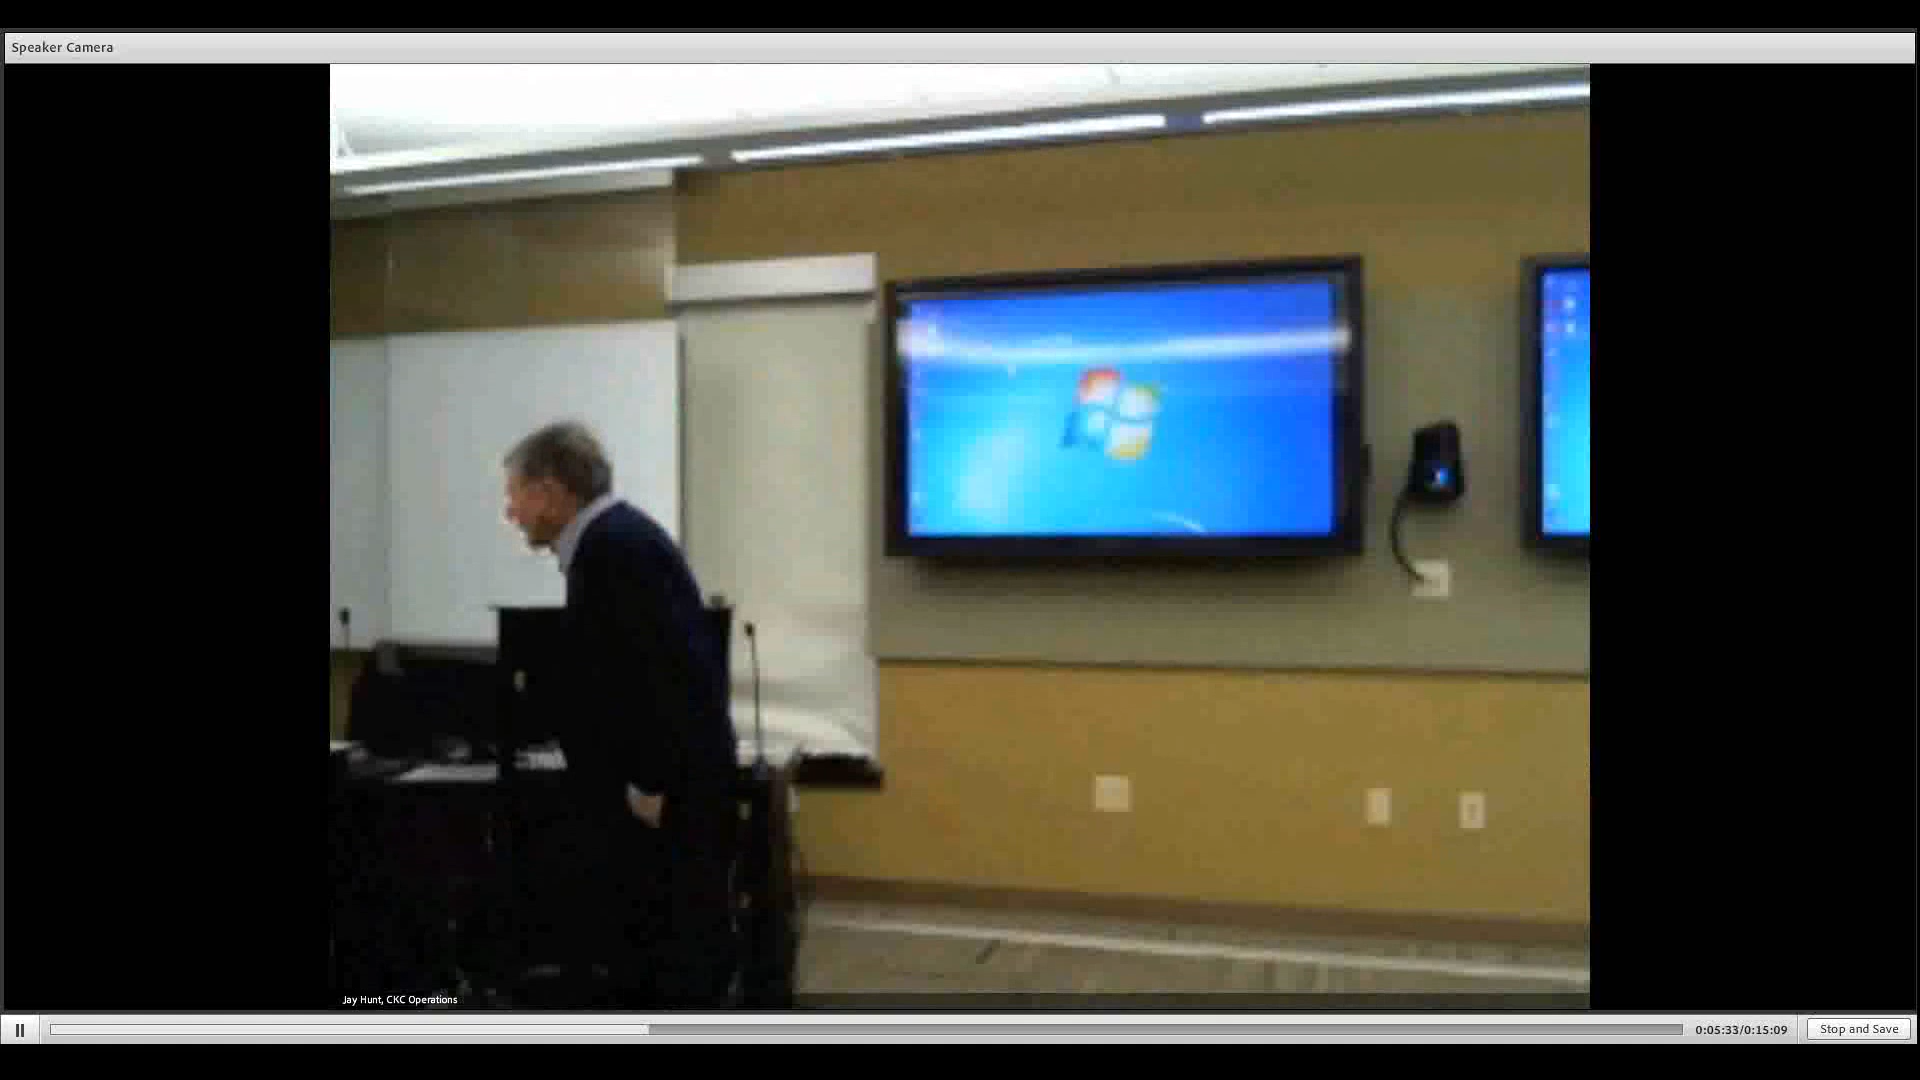 Speaker Camera
Jay Hunt, CKC Operations
0:05:33/0:15:09
Stop and Save